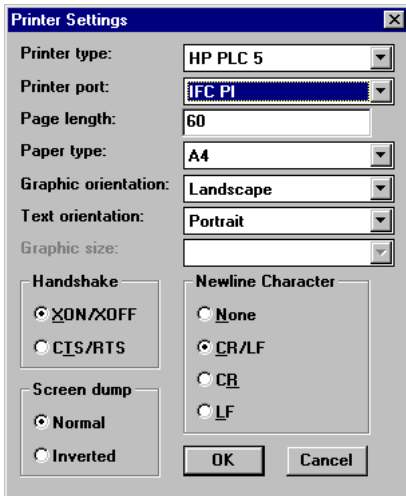 Printer Settings
Printer type: HP PLC 5
Printer port: IFC PI
Page length: 60
Paper type: A4
Graphic orientation: Landscape
Text orientation: Portrait
Graphic size:
Handshake
XON/XOFF
CTS/RTS
Screen dump
Normal
Inverted
Newline Character
None
CR/LF
CR
LF
OK Cancel